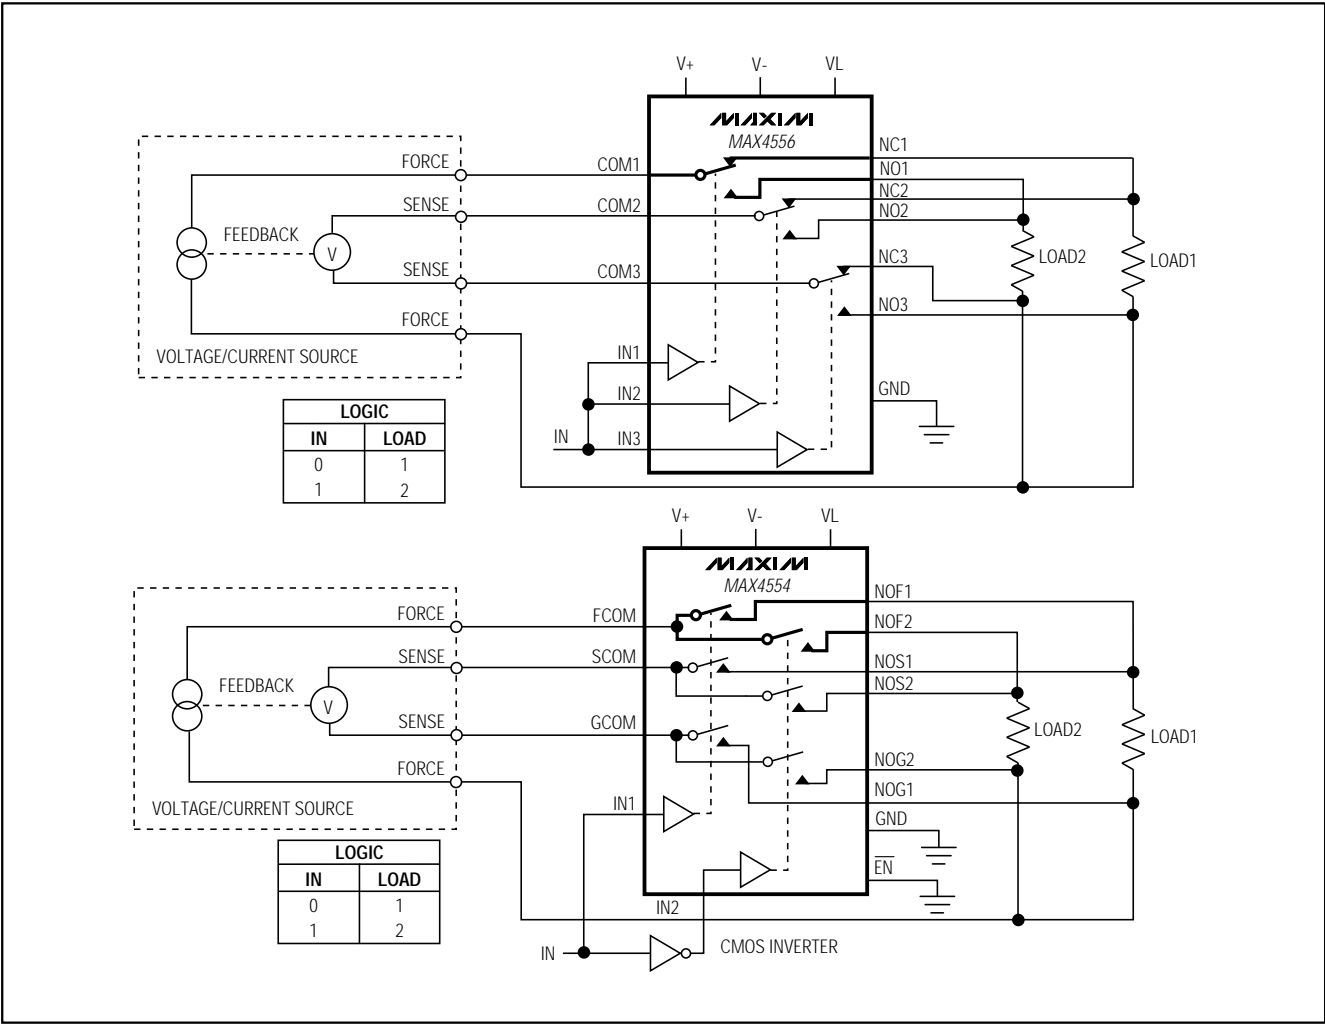 V+ V- VL
MAXIM
MAX4556
FORCE
SENSE
FEEDBACK
V
SENSE
FORCE
VOLTAGE/CURRENT SOURCE
COM1
COM2
COM3
NC1
NO1
NC2
NO2
NC3
NO3
LOAD2
LOAD1
GND
IN1
IN2
IN IN3
LOGIC
IN LOAD
0 1
1 2
V+ V- VL
MAXIM
MAX4554
FORCE
SENSE
FEEDBACK
V
SENSE
FORCE
VOLTAGE/CURRENT SOURCE
FCOM
SCOM
GCOM
NOF1
NOF2
NOS1
NOS2
LOAD2
LOAD1
NOG2
NOG1
GND
EN
IN1
IN2
IN
CMOS INVERTER
LOGIC
IN LOAD
0 1
1 2